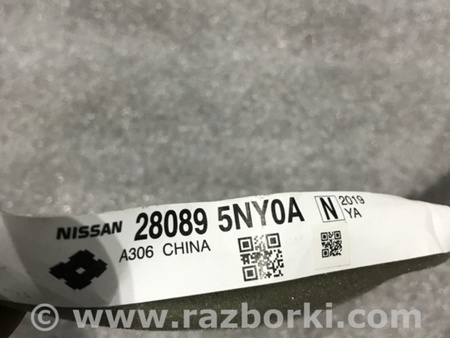 NISSAN 28089 5NY0A N 2019
YA
A306 CHINA
© www.razborki.com